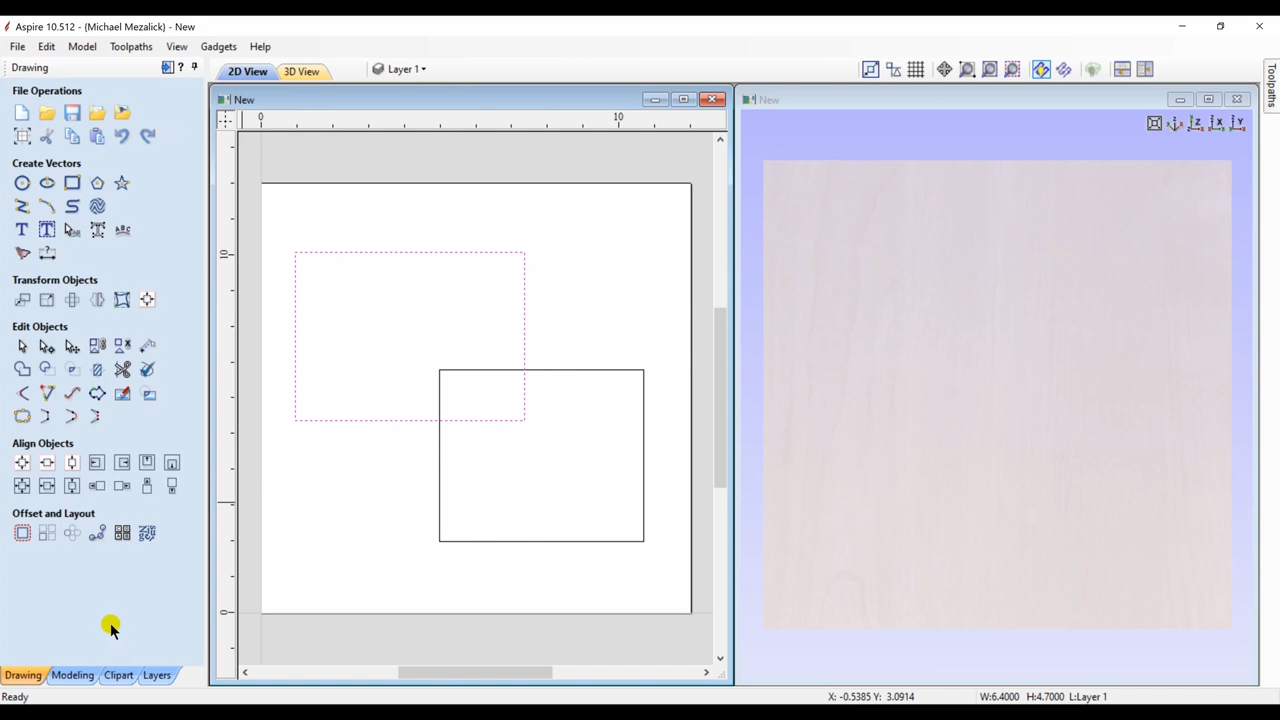 Aspire 10.512 - {Michael Mezalick} - New
File Edit Model Toolpaths View Gadgets Help
Drawing
2D View 3D View Layer 1
File Operations
Create Vectors
Transform Objects
Edit Objects
Align Objects
Offset and Layout
New
0 10
10
0
New
Toolpaths
Drawing Modeling Clipart Layers
Ready
X: -0.5385 Y: 3.0914
W:6.4000 H:4.7000 L:Layer 1